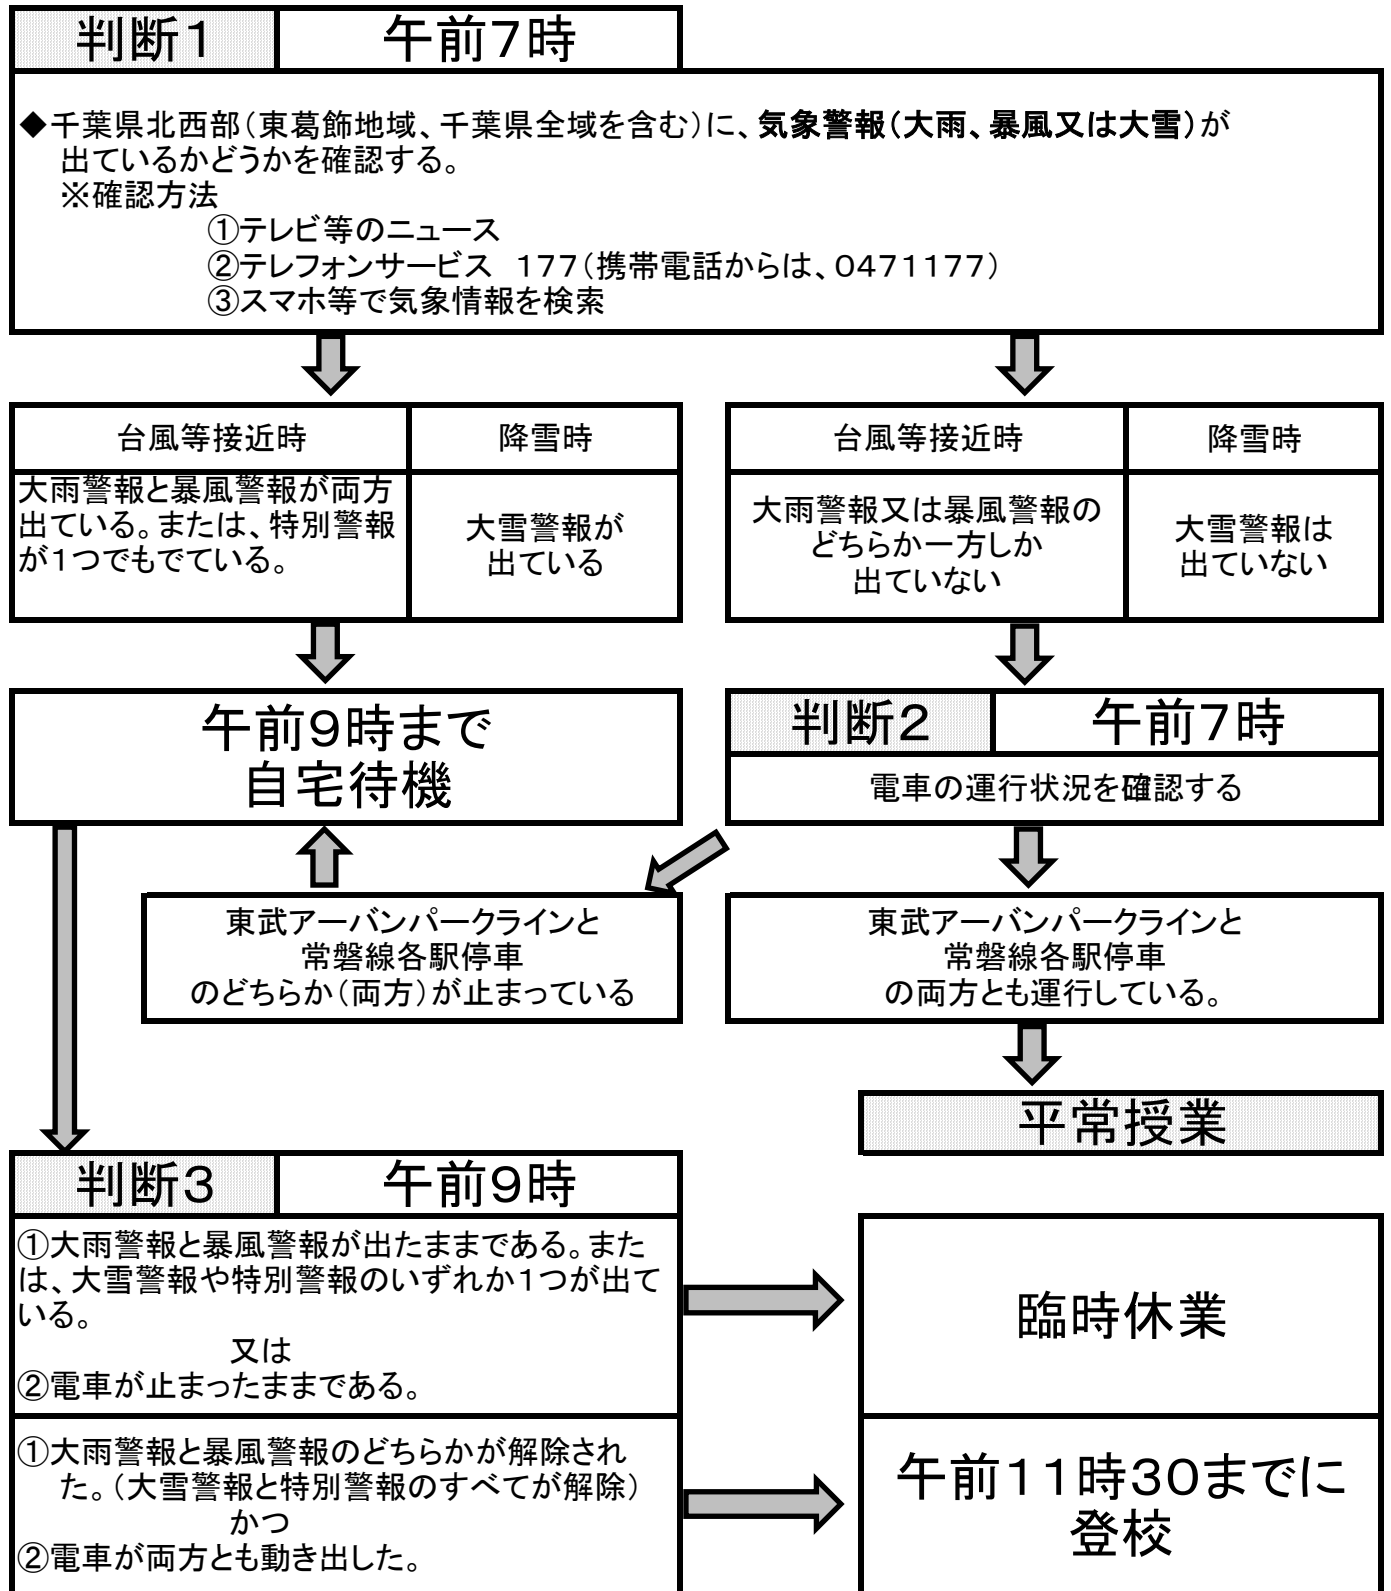 判断1
午前7時
◆千葉県北西部(東葛飾地域、千葉県全域を含む)に、気象警報(大雨、暴風又は大雪)が
出ているかどうかを確認する。
※確認方法
①テレビ等のニュース
②テレフォンサービス　177(携帯電話からは、0471177)
③スマホ等で気象情報を検索
台風等接近時
降雪時
大雨警報と暴風警報が両方
出ている。または、特別警報
が1つでもでている。
大雪警報が
出ている
台風等接近時
降雪時
大雨警報又は暴風警報の
どちらか一方しか
出ていない
大雪警報は
出ていない
午前9時まで
自宅待機
判断2
午前7時
電車の運行状況を確認する
東武アーバンパークラインと
常磐線各駅停車
のどちらか(両方)が止まっている
東武アーバンパークラインと
常磐線各駅停車
の両方とも運行している。
平常授業
判断3
午前9時
①大雨警報と暴風警報が出たままである。また
は、大雪警報や特別警報のいずれか1つが出て
いる。
又は
②電車が止まったままである。
臨時休業
①大雨警報と暴風警報のどちらかが解除され
た。(大雪警報と特別警報のすべてが解除)
かつ
②電車が両方とも動き出した。
午前11時30までに
登校